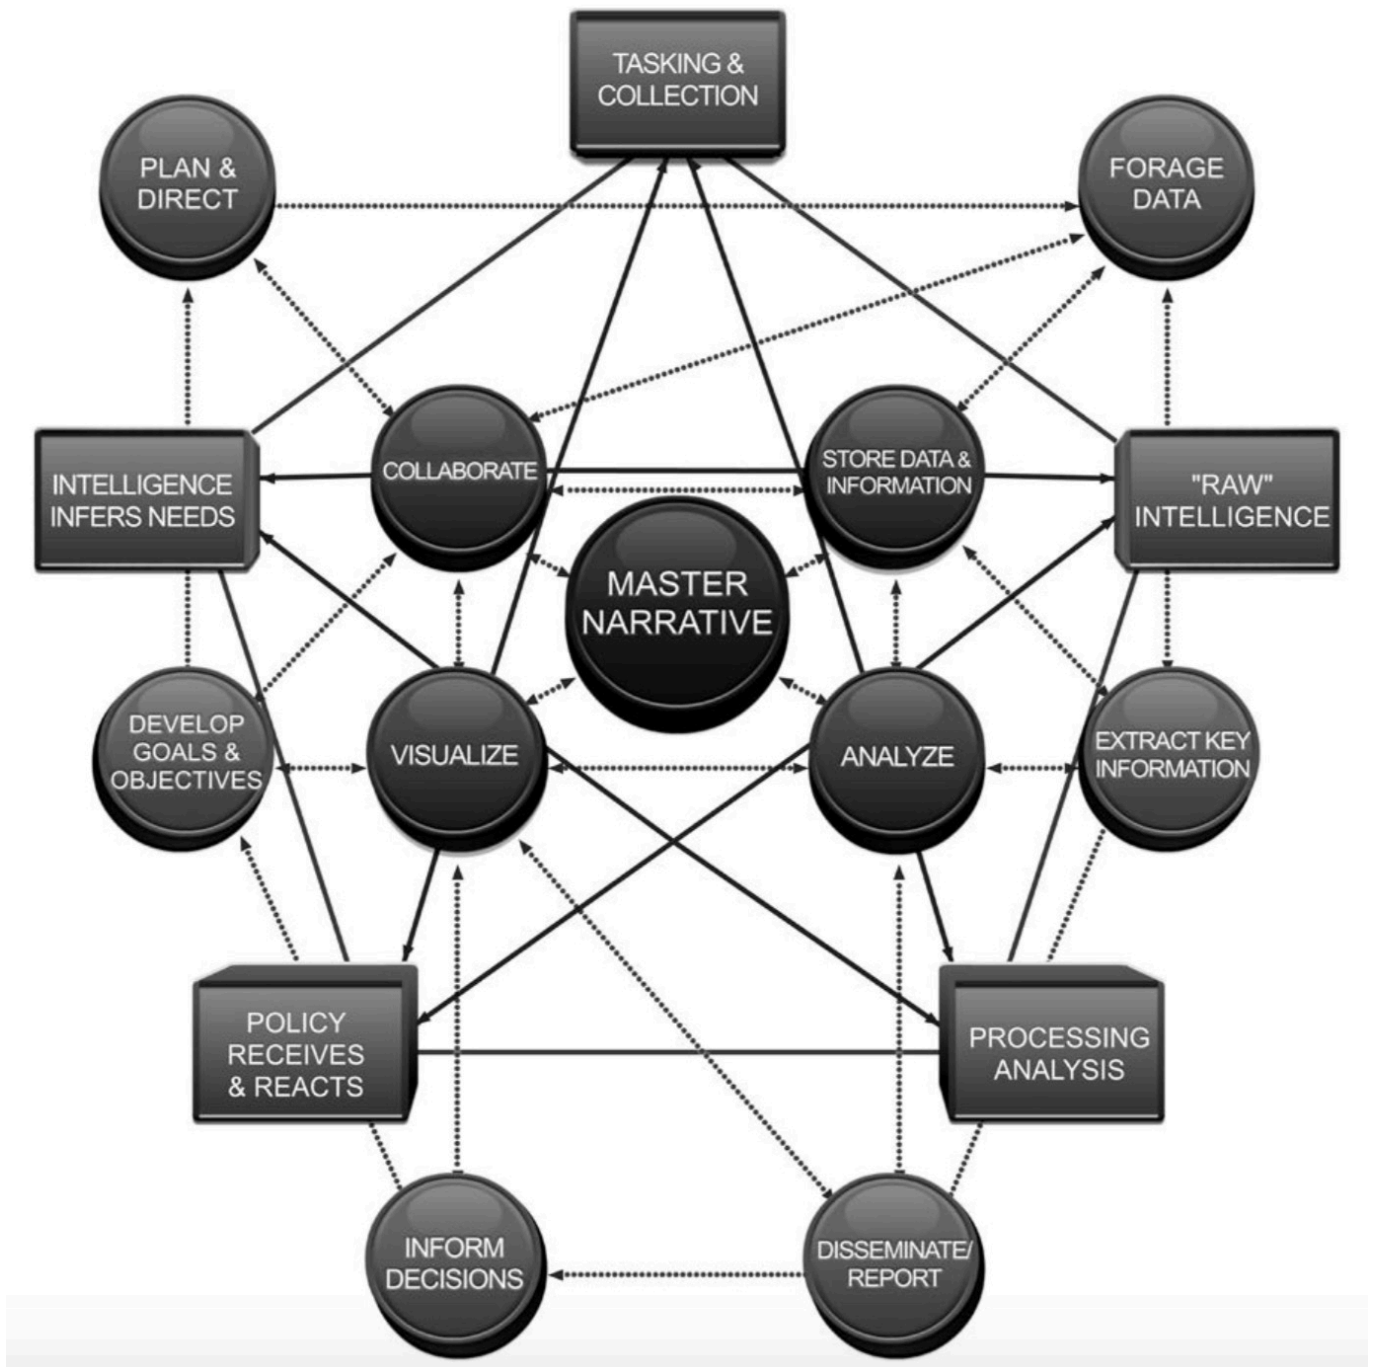 TASKING &
COLLECTION
PLAN &
DIRECT
FORAGE
DATA
COLLABORATE
STORE DATA &
INFORMATION
INTELLIGENCE
INFERS NEEDS
"RAW"
INTELLIGENCE
MASTER
NARRATIVE
DEVELOP
GOALS &
OBJECTIVES
VISUALIZE
ANALYZE
EXTRACT KEY
INFORMATION
POLICY
RECEIVES
& REACTS
PROCESSING
ANALYSIS
INFORM
DECISIONS
DISSEMINATE/
REPORT